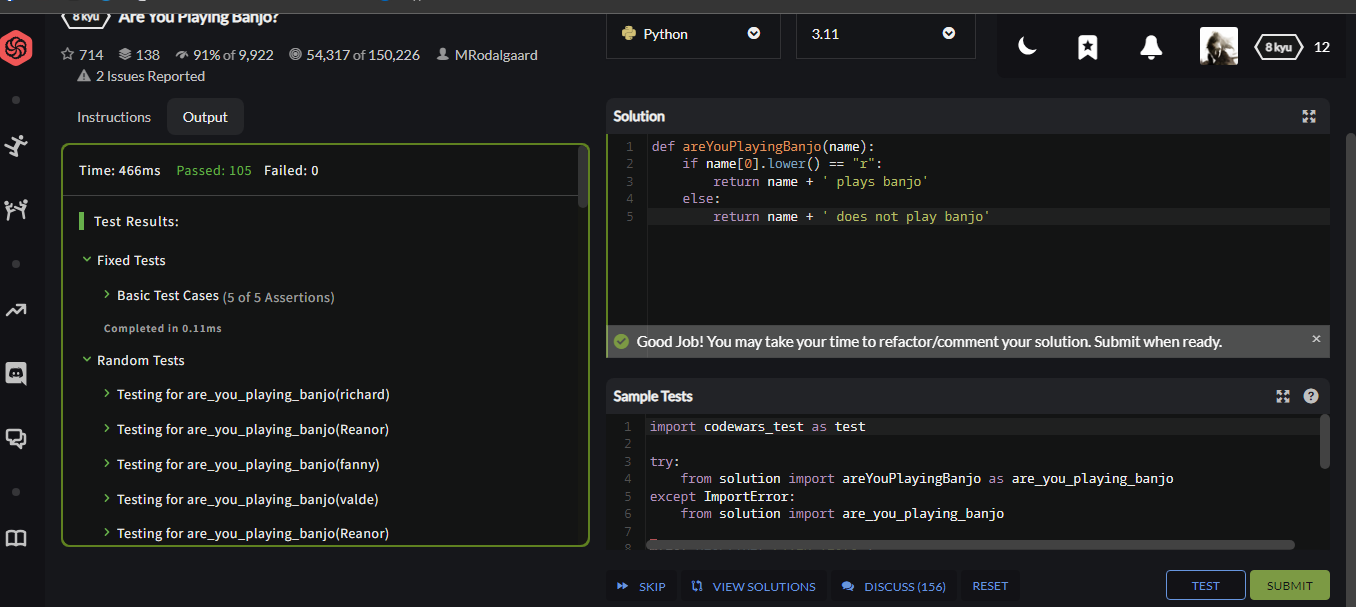 8 kyu Are You Playing Banjo?
714 138 91% of 9,922 54,317 of 150,226 MRodalgaard
2 Issues Reported
Python
3.11
8 kyu 12
Instructions Output
Time: 466ms Passed: 105 Failed: 0
Test Results:
Fixed Tests
Basic Test Cases (5 of 5 Assertions)
Completed in 0.11ms
Random Tests
Testing for are_you_playing_banjo(richard)
Testing for are_you_playing_banjo(Reanor)
Testing for are_you_playing_banjo(fanny)
Testing for are_you_playing_banjo(valde)
Testing for are_you_playing_banjo(Reanor)
Solution
1 def areYouPlayingBanjo(name):
2 if name[0].lower() == "r":
3 return name + ' plays banjo'
4 else:
5 return name + ' does not play banjo'
Good Job! You may take your time to refactor/comment your solution. Submit when ready. ×
Sample Tests
1 import codewars_test as test
2
3 try:
4 from solution import areYouPlayingBanjo as are_you_playing_banjo
5 except ImportError:
6 from solution import are_you_playing_banjo
7
8
SKIP VIEW SOLUTIONS DISCUSS (156) RESET TEST SUBMIT